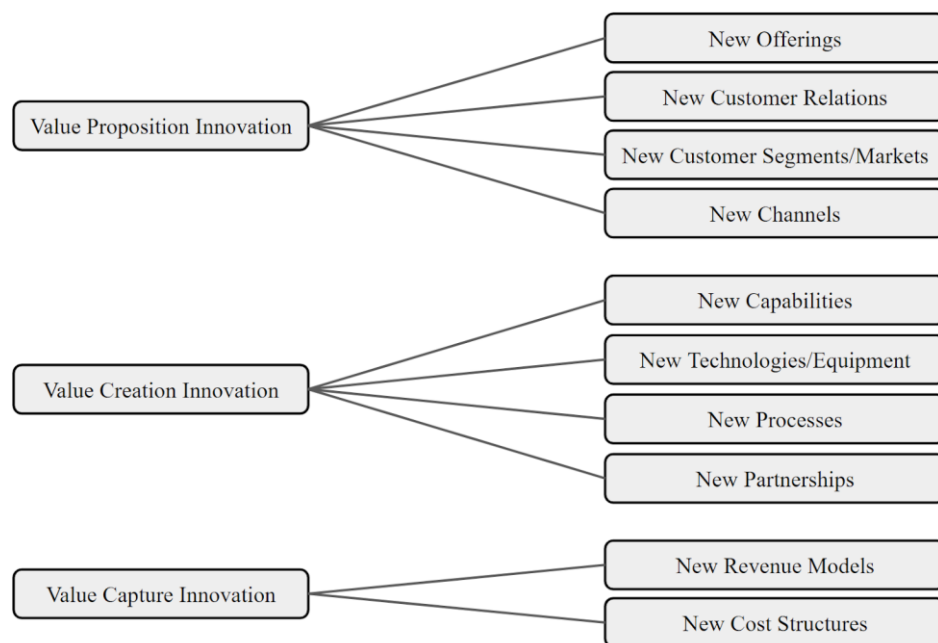 Value Proposition Innovation
New Offerings
New Customer Relations
New Customer Segments/Markets
New Channels
Value Creation Innovation
New Capabilities
New Technologies/Equipment
New Processes
New Partnerships
Value Capture Innovation
New Revenue Models
New Cost Structures